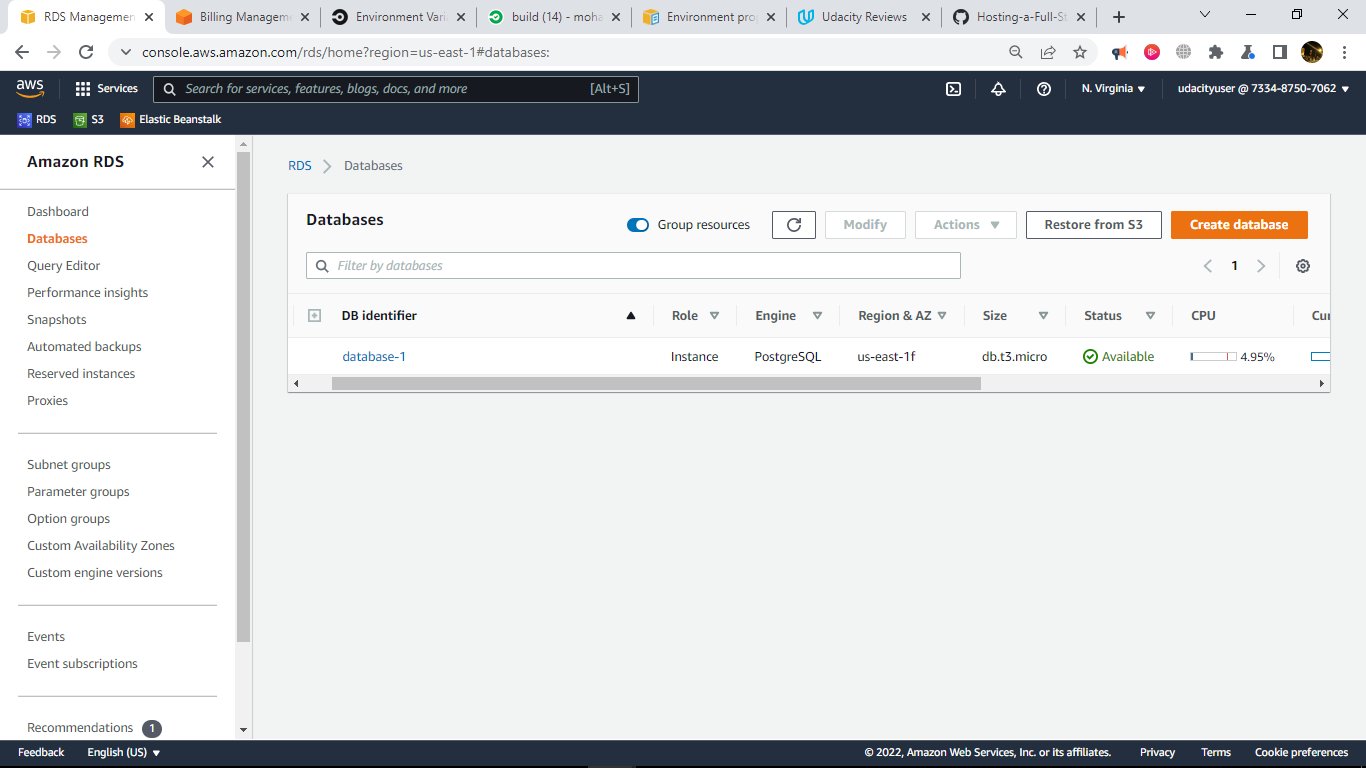 RDS Managemen
Billing Manageme
Environment Vari
build (14) - moha
Environment prop
Udacity Reviews
Hosting-a-Full-St
console.aws.amazon.com/rds/home?region=us-east-1#databases:
aws
Services
Search for services, features, blogs, docs, and more
[Alt+S]
N. Virginia
udacityuser @ 7334-8750-7062
RDS
S3
Elastic Beanstalk
Amazon RDS
Dashboard
Databases
Query Editor
Performance insights
Snapshots
Automated backups
Reserved instances
Proxies
Subnet groups
Parameter groups
Option groups
Custom Availability Zones
Custom engine versions
Events
Event subscriptions
Recommendations 1
RDS
Databases
Databases
Group resources
Modify
Actions
Restore from S3
Create database
Filter by databases
1
DB identifier Role Engine Region & AZ Size Status CPU Cur
database-1 Instance PostgreSQL us-east-1f db.t3.micro Available 4.95%
Feedback
English (US)
© 2022, Amazon Web Services, Inc. or its affiliates.
Privacy
Terms
Cookie preferences